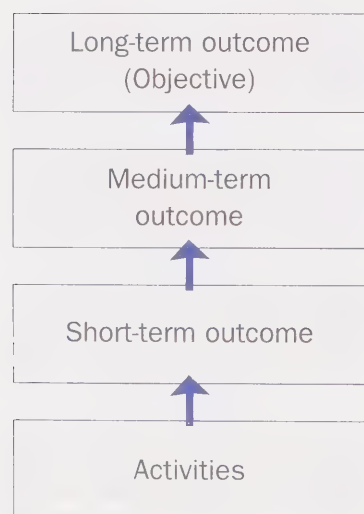 Long-term outcome
(Objective)
Medium-term
outcome
Short-term outcome
Activities